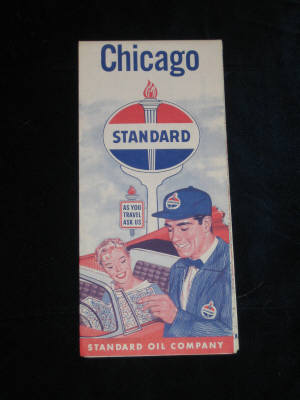 Chicago
STANDARD
AS YOU
TRAVEL
ASK US
STANDARD OIL COMPANY